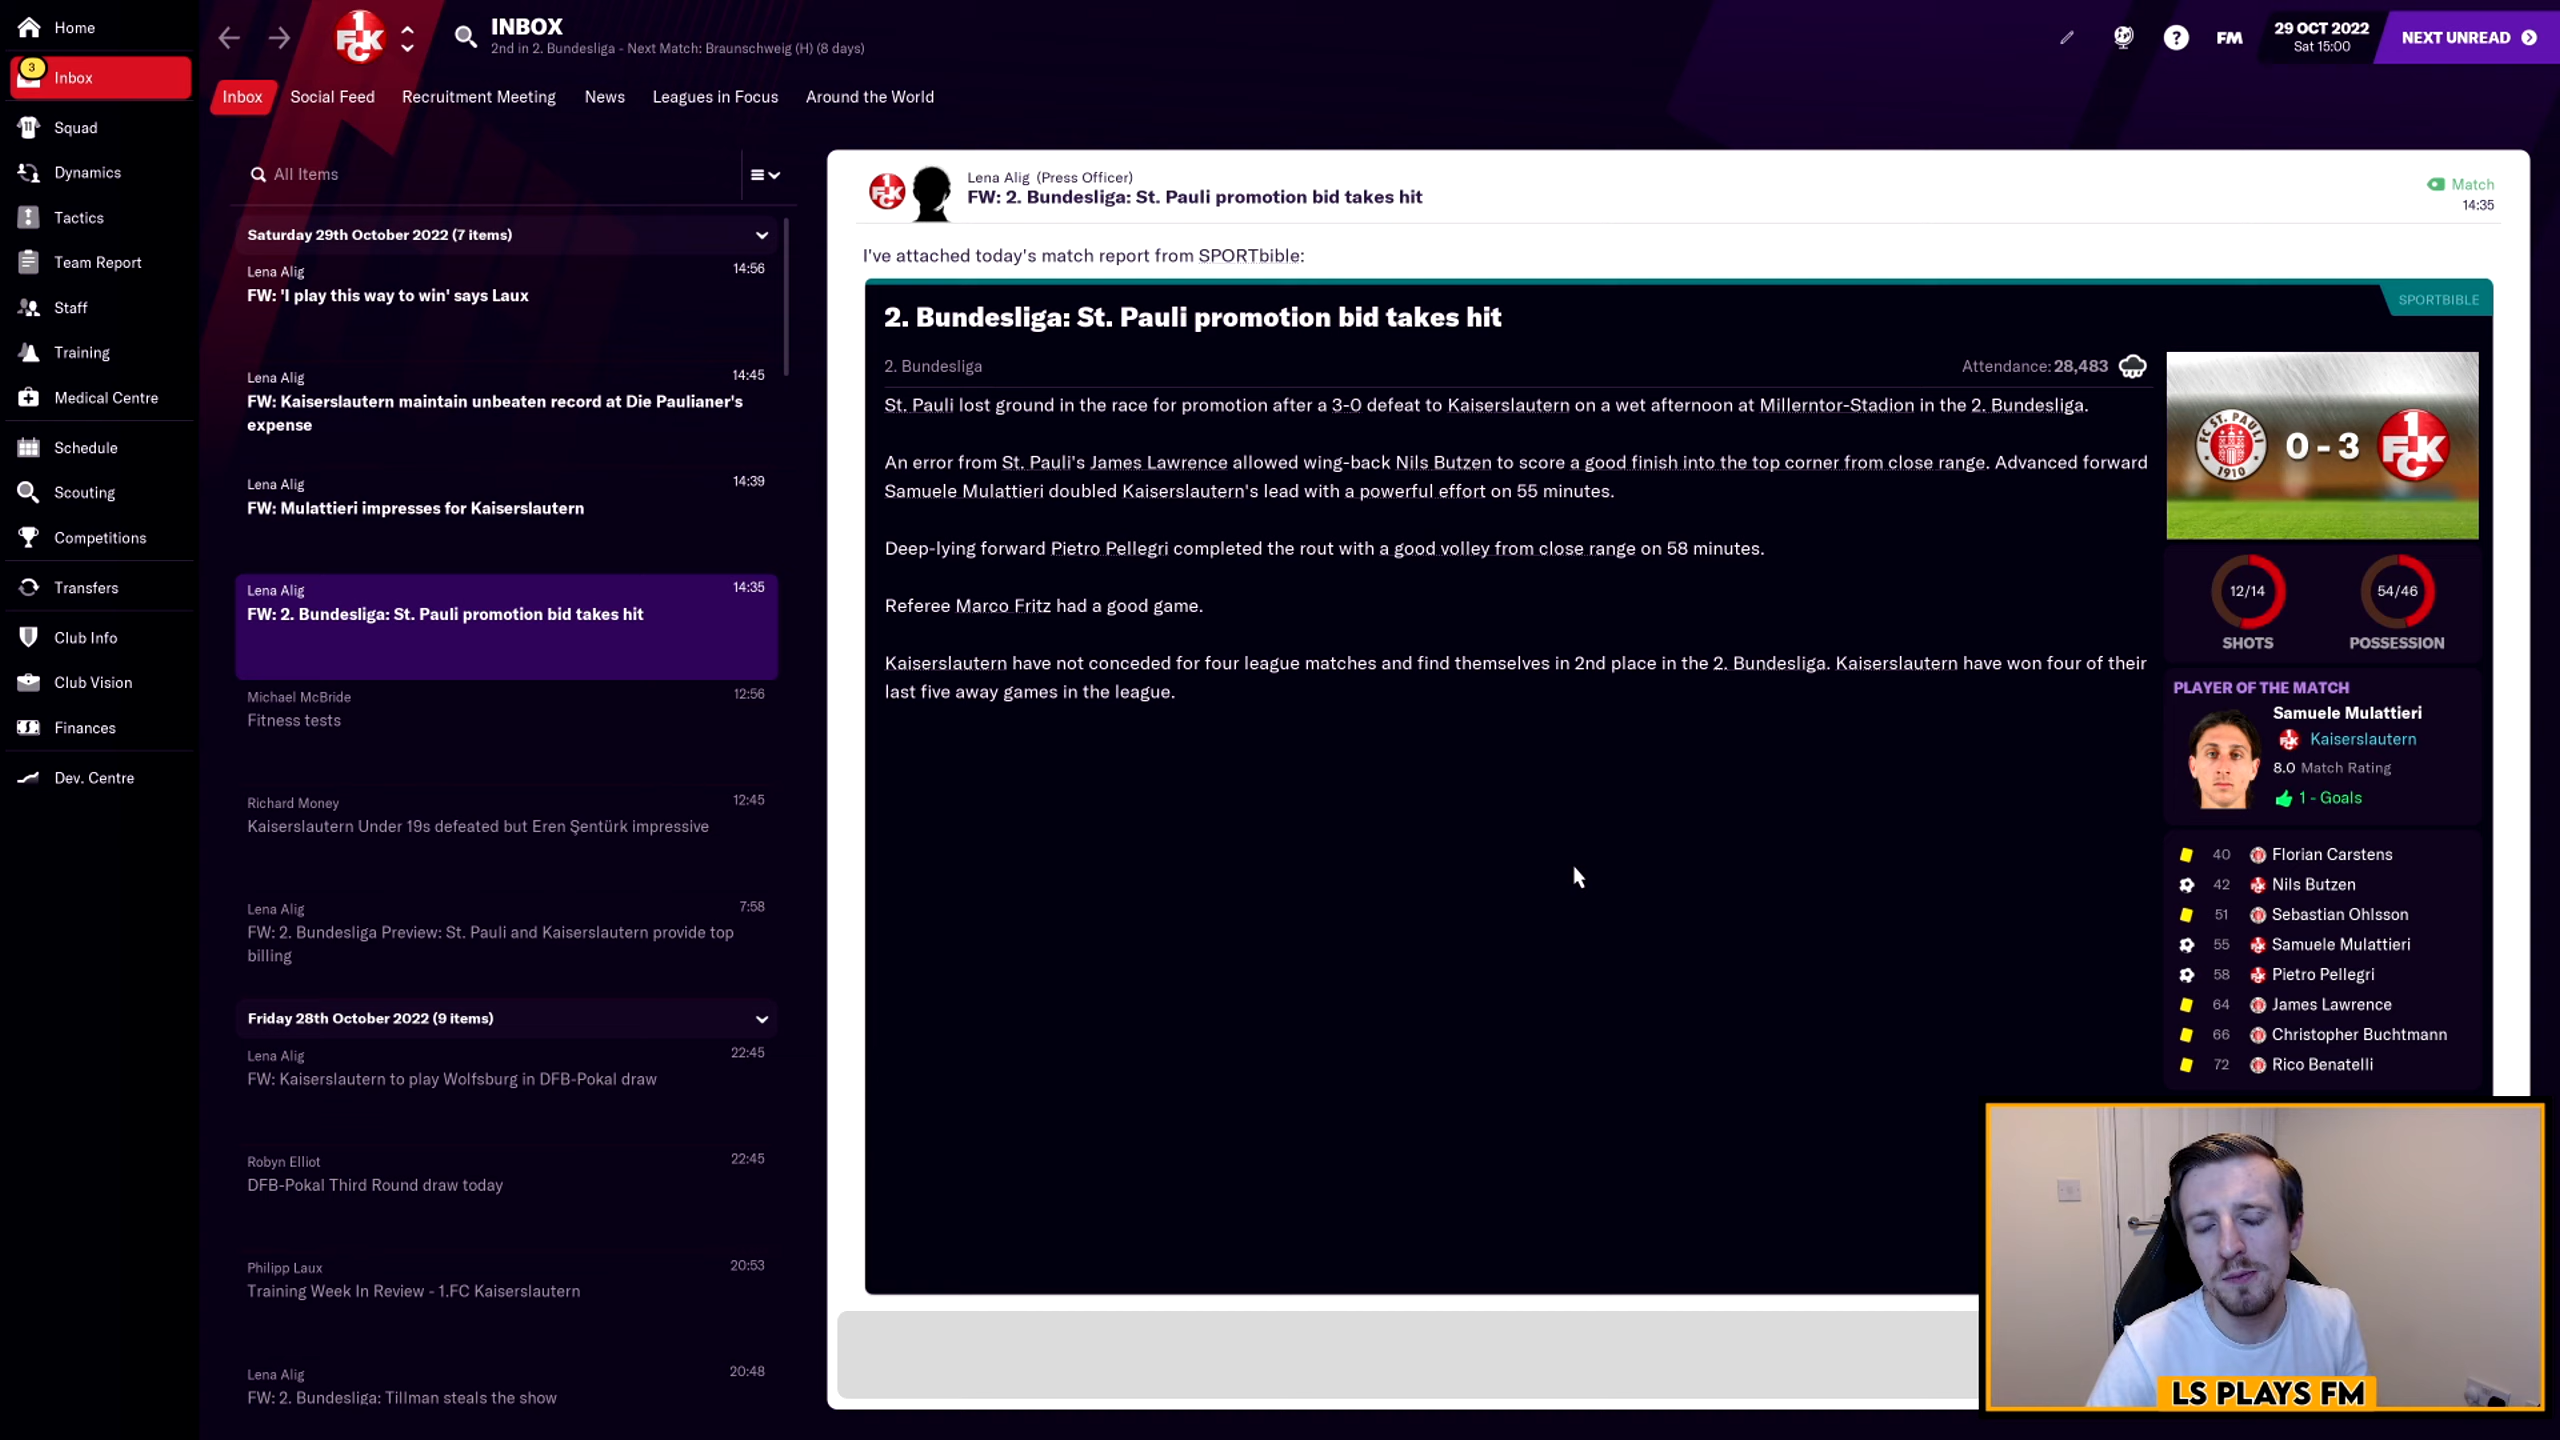 Home
Inbox
3
Squad
Dynamics
Tactics
Team Report
Staff
Training
Medical Centre
Schedule
Scouting
Competitions
Transfers
Club Info
Club Vision
Finances
Dev. Centre
INBOX
2nd in 2. Bundesliga - Next Match: Braunschweig (H) (8 days)
FM
29 OCT 2022
Sat 15:00
NEXT UNREAD
Inbox
Social Feed
Recruitment Meeting
News
Leagues in Focus
Around the World
All Items
Saturday 29th October 2022 (7 items)
Lena Alig
14:56
FW: 'I play this way to win' says Laux
Lena Alig
14:45
FW: Kaiserslautern maintain unbeaten record at Die Paulianer's
expense
Lena Alig
14:39
FW: Mulattieri impresses for Kaiserslautern
Lena Alig
14:35
FW: 2. Bundesliga: St. Pauli promotion bid takes hit
Michael McBride
12:56
Fitness tests
Richard Money
12:45
Kaiserslautern Under 19s defeated but Eren Şentürk impressive
Lena Alig
7:58
FW: 2. Bundesliga Preview: St. Pauli and Kaiserslautern provide top
billing
Friday 28th October 2022 (9 items)
Lena Alig
22:45
FW: Kaiserslautern to play Wolfsburg in DFB-Pokal draw
Robyn Elliot
22:45
DFB-Pokal Third Round draw today
Philipp Laux
20:53
Training Week In Review - 1.FC Kaiserslautern
Lena Alig
20:48
FW: 2. Bundesliga: Tillman steals the show
Lena Alig (Press Officer)
FW: 2. Bundesliga: St. Pauli promotion bid takes hit
Match
14:35
I've attached today's match report from SPORTbible:
SPORTBIBLE
2. Bundesliga: St. Pauli promotion bid takes hit
2. Bundesliga
Attendance: 28,483
St. Pauli lost ground in the race for promotion after a 3-0 defeat to Kaiserslautern on a wet afternoon at Millerntor-Stadion in the 2. Bundesliga.
An error from St. Pauli's James Lawrence allowed wing-back Nils Butzen to score a good finish into the top corner from close range. Advanced forward
Samuele Mulattieri doubled Kaiserslautern's lead with a powerful effort on 55 minutes.
Deep-lying forward Pietro Pellegri completed the rout with a good volley from close range on 58 minutes.
Referee Marco Fritz had a good game.
Kaiserslautern have not conceded for four league matches and find themselves in 2nd place in the 2. Bundesliga. Kaiserslautern have won four of their
last five away games in the league.
FC ST. PAULI
1910
0 - 3
1
FCK
12/14
SHOTS
54/46
POSSESSION
PLAYER OF THE MATCH
Samuele Mulattieri
Kaiserslautern
8.0 Match Rating
1 - Goals
40 Florian Carstens
42 Nils Butzen
51 Sebastian Ohlsson
55 Samuele Mulattieri
58 Pietro Pellegri
64 James Lawrence
66 Christopher Buchtmann
72 Rico Benatelli
LS PLAYS FM